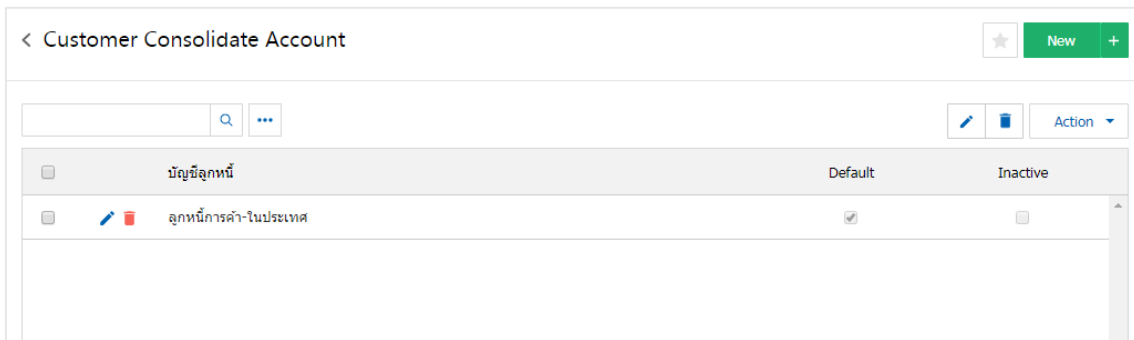 Customer Consolidate Account
New +
Action
บัญชีลูกหนี้ Default Inactive
ลูกหนี้การค้า-ในประเทศ